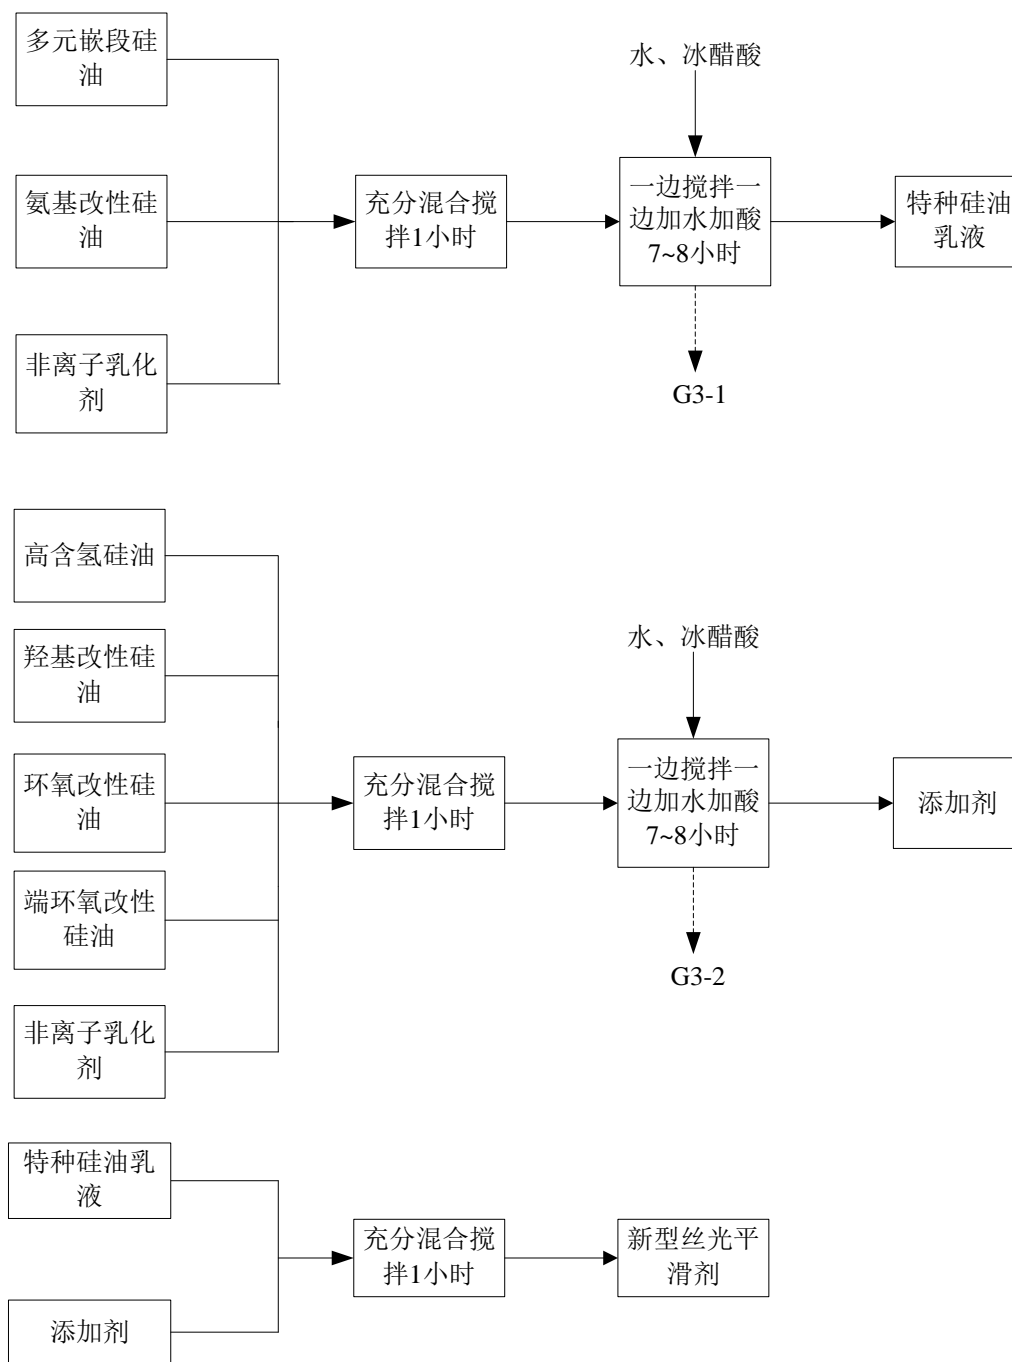 多元嵌段硅
油
水、冰醋酸
氨基改性硅
油
充分混合搅
拌1小时
一边搅拌一
边加水加酸
7~8小时
特种硅油
乳液
非离子乳化
剂
G3-1
高含氢硅油
羟基改性硅
油
水、冰醋酸
环氧改性硅
油
充分混合搅
拌1小时
一边搅拌一
边加水加酸
7~8小时
添加剂
端环氧改性
硅油
G3-2
非离子乳化
剂
特种硅油乳
液
充分混合搅
拌1小时
新型丝光平
滑剂
添加剂